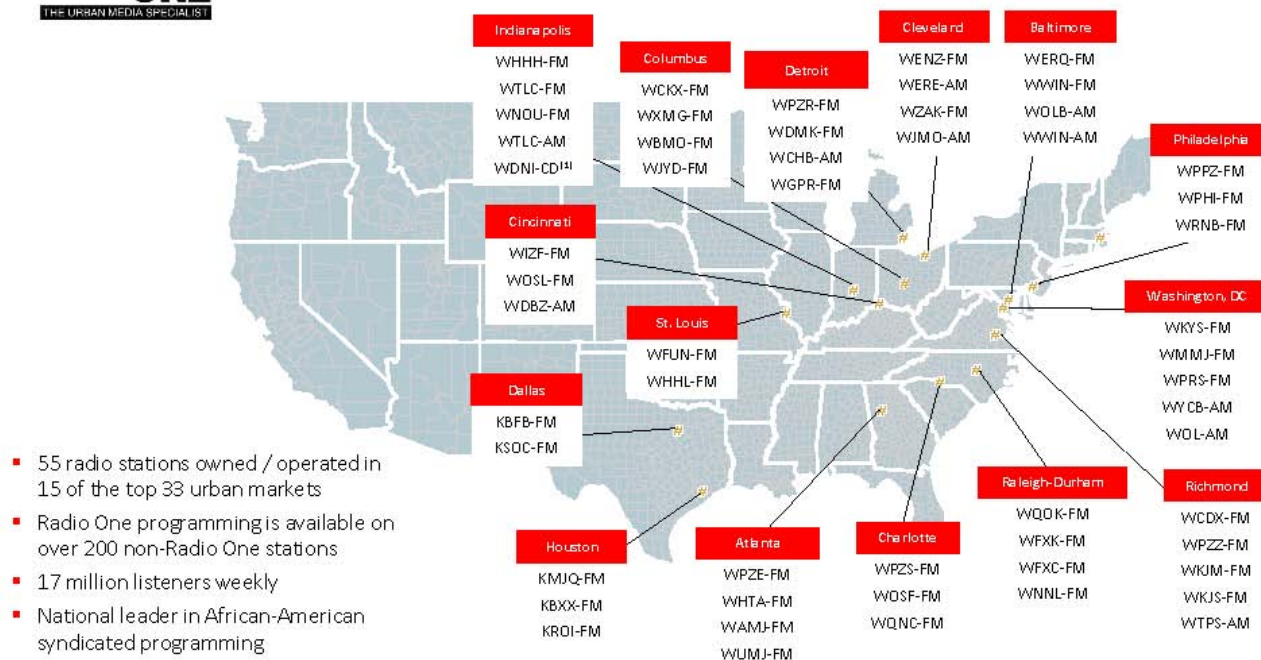 ONE
THE URBAN MEDIA SPECIALIST
Indianapolis
WHHH-FM
WTLC-FM
WNOU-FM
WTLC-AM
WDNI-CD(1)
Columbus
WCKX-FM
WXMG-FM
WBMO-FM
WJYD-FM
Detroit
WPZR-FM
WDMK-FM
WCHB-AM
WGPR-FM
Cleveland
WENZ-FM
WERE-AM
WZAK-FM
WJMO-AM
Baltimore
WERQ-FM
WWIN-FM
WOLB-AM
WWIN-AM
Philadelphia
WPPZ-FM
WPHI-FM
WRNB-FM
Cincinnati
WIZF-FM
WOSL-FM
WDBZ-AM
St. Louis
WFUN-FM
WHHL-FM
Washington, DC
WKYS-FM
WMMJ-FM
WPRS-FM
WYCB-AM
WOL-AM
Dallas
KBFB-FM
KSOC-FM
Houston
KMJQ-FM
KBXX-FM
KROI-FM
Atlanta
WPZE-FM
WHTA-FM
WAMJ-FM
WUMJ-FM
Charlotte
WPZS-FM
WOSF-FM
WQNC-FM
Raleigh-Durham
WQOK-FM
WFXK-FM
WFXC-FM
WNNL-FM
Richmond
WCDX-FM
WPZZ-FM
WKJM-FM
WKJS-FM
WTPS-AM
▪ 55 radio stations owned / operated in
15 of the top 33 urban markets
▪ Radio One programming is available on
over 200 non-Radio One stations
▪ 17 million listeners weekly
▪ National leader in African-American
syndicated programming